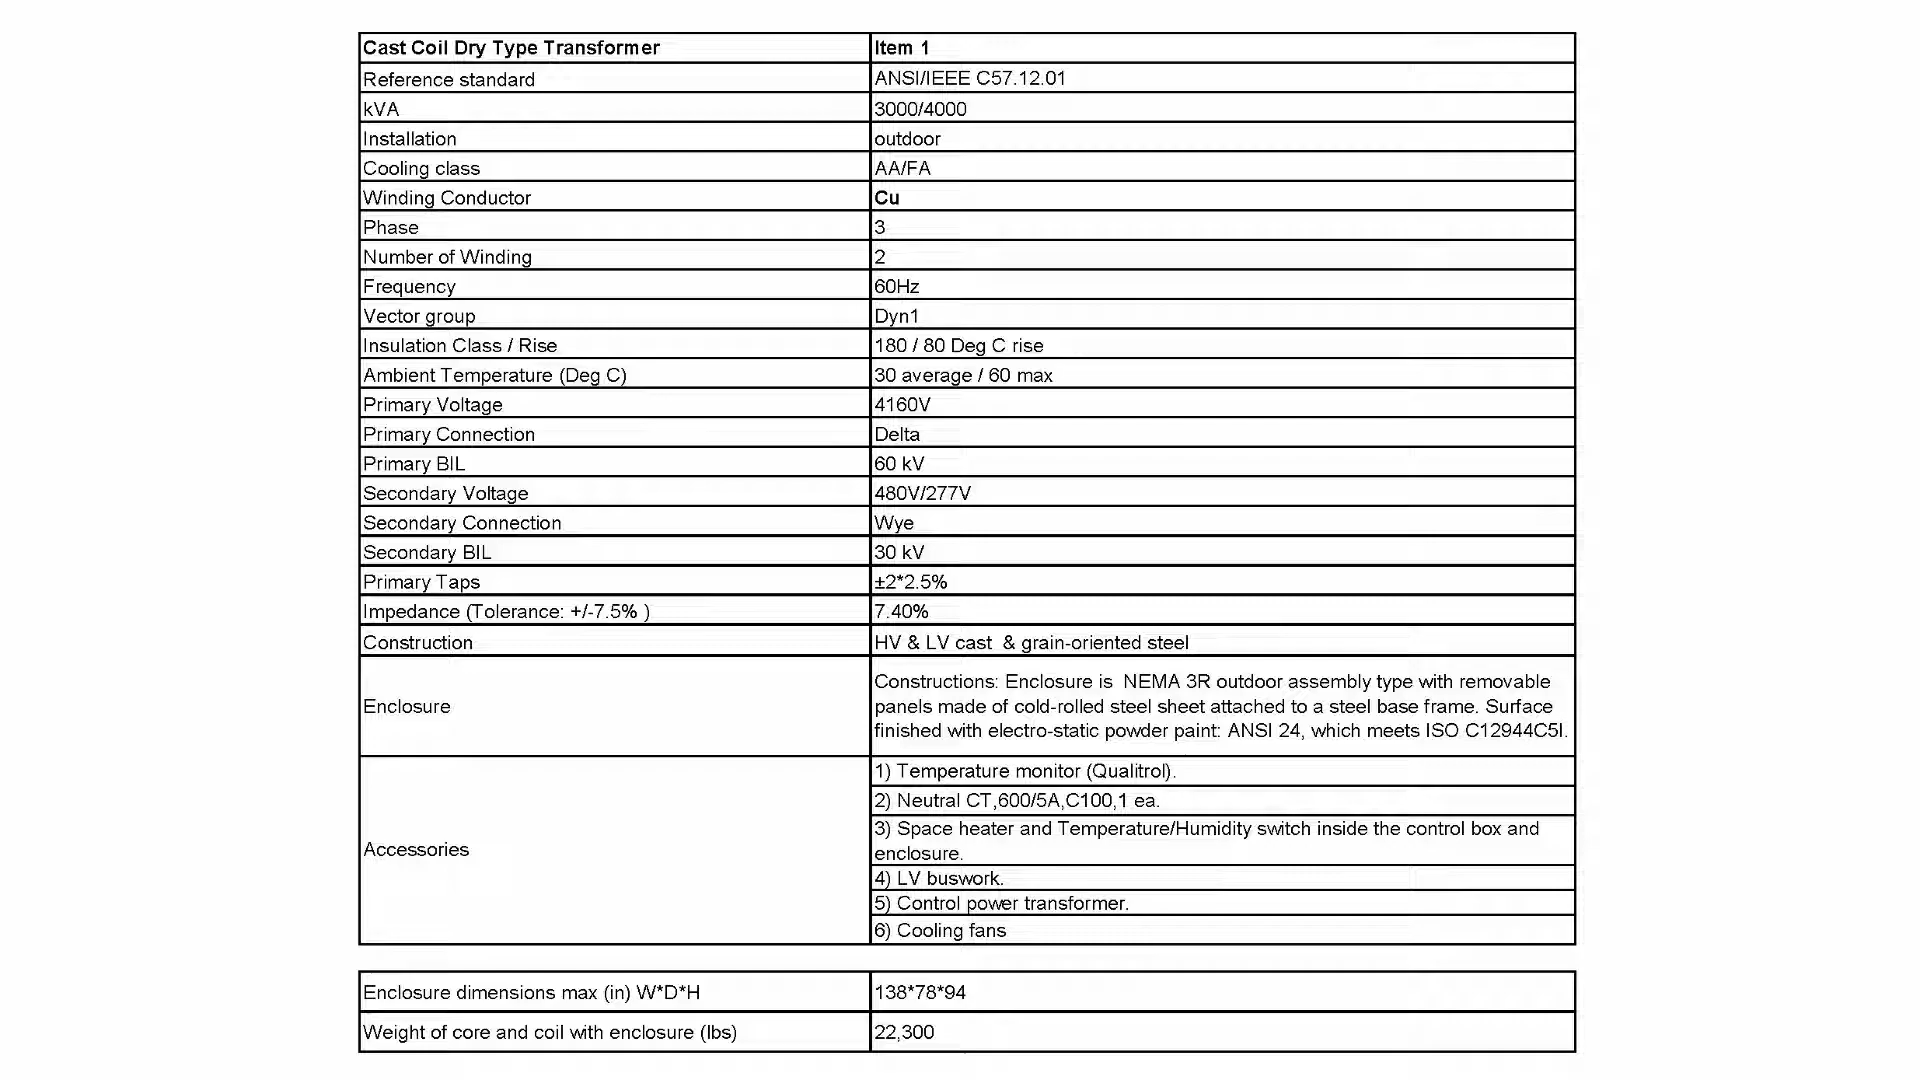 Cast Coil Dry Type Transformer Item 1
Reference standard ANSI/IEEE C57.12.01
kVA 3000/4000
Installation outdoor
Cooling class AA/FA
Winding Conductor Cu
Phase 3
Number of Winding 2
Frequency 60Hz
Vector group Dyn1
Insulation Class / Rise 180 / 80 Deg C rise
Ambient Temperature (Deg C) 30 average / 60 max
Primary Voltage 4160V
Primary Connection Delta
Primary BIL 60 kV
Secondary Voltage 480V/277V
Secondary Connection Wye
Secondary BIL 30 kV
Primary Taps ±2*2.5%
Impedance (Tolerance: +/-7.5% ) 7.40%
Construction HV & LV cast & grain-oriented steel
Enclosure
Constructions: Enclosure is NEMA 3R outdoor assembly type with removable
panels made of cold-rolled steel sheet attached to a steel base frame. Surface
finished with electro-static powder paint: ANSI 24, which meets ISO C12944C5I.
Accessories
1) Temperature monitor (Qualitrol).
2) Neutral CT,600/5A,C100,1 ea.
3) Space heater and Temperature/Humidity switch inside the control box and
enclosure.
4) LV buswork.
5) Control power transformer.
6) Cooling fans
Enclosure dimensions max (in) W*D*H 138*78*94
Weight of core and coil with enclosure (lbs) 22,300